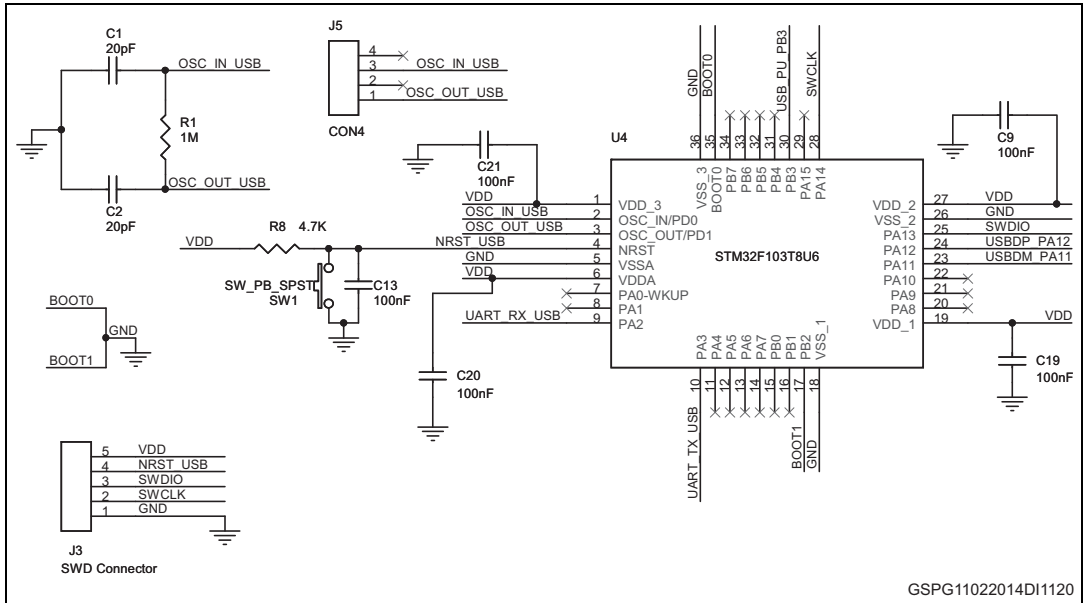 C1
20pF
OSC_IN_USB
R1
1M
OSC_OUT_USB
C2
20pF
J5
4
3
OSC_IN_USB
2
1
OSC_OUT_USB
CON4
C21
100nF
VDD
OSC_IN_USB
OSC_OUT_USB
VDD
R8 4.7K
NRST_USB
GND
VDD
SW_PB_SPST
SW1
C13
100nF
UART_RX_USB
C20
100nF
BOOT0
GND
BOOT1
5 VDD
4 NRST_USB
3 SWDIO
2 SWCLK
1 GND
J3
SWD Connector
U4
STM32F103T8U6
1 VDD_3
2 OSC_IN/PD0
3 OSC_OUT/PD1
4 NRST
5 VSSA
6 VDDA
7 PA0-WKUP
8 PA1
9 PA2
GND
BOOT0
USB_PU_PB3
SWCLK
36 VSS_3
35 BOOT0
34 PB7
33 PB6
32 PB5
31 PB4
30 PB3
29 PA15
28 PA14
C9
100nF
VDD_2 27 VDD
VSS_2 26 GND
PA13 25 SWDIO
PA12 24 USBDP_PA12
PA11 23 USBDM_PA11
PA10 22
PA9 21
PA8 20
VDD_1 19 VDD
C19
100nF
PA3 10
PA4 11
PA5 12
PA6 13
PA7 14
PB0 15
PB1 16
PB2 17
VSS_1 18
UART_TX_USB
BOOT1
GND
GSPG11022014DI1120